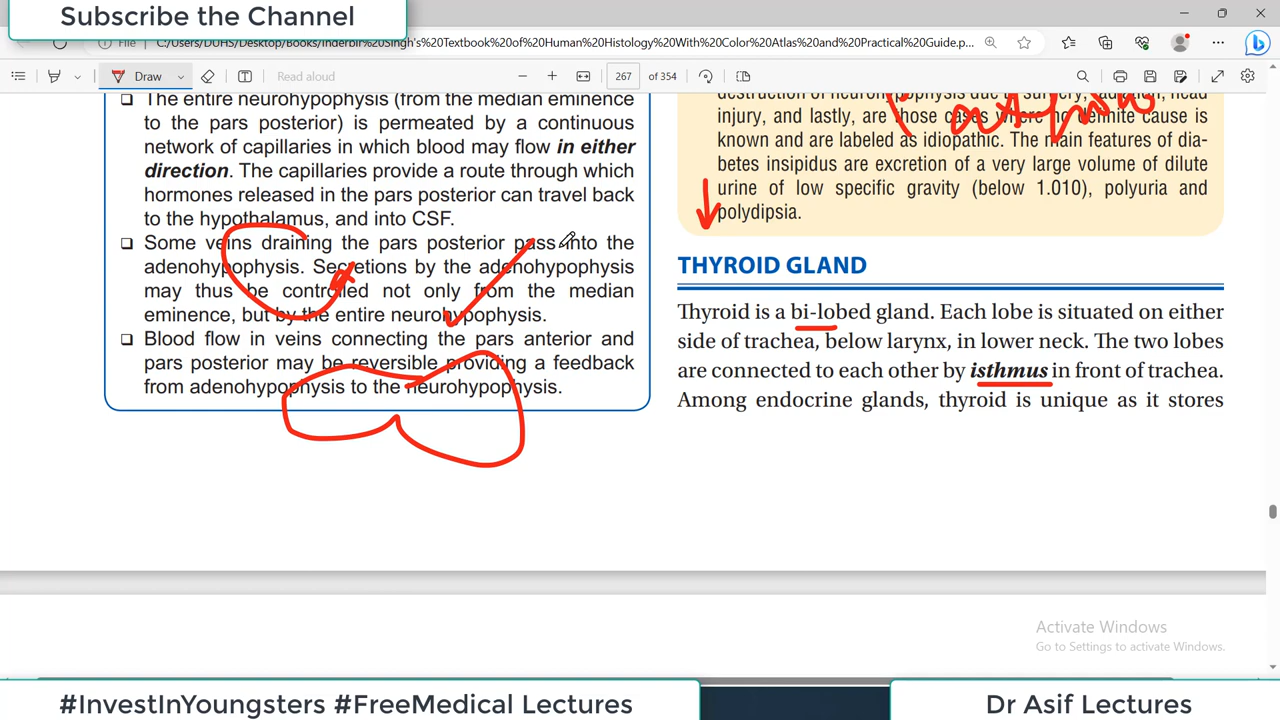 Subscribe the Channel
File
C:/Users/DUHS/Desktop/Books/Inderbir%20Singh's%20Textbook%20of%20Human%20Histology%20With%20Color%20Atlas%20and%20Practical%20Guide.p...
Draw
Read aloud
267 of 354
The entire neurohypophysis (from the median eminence
to the pars posterior) is permeated by a continuous
network of capillaries in which blood may flow in either
direction. The capillaries provide a route through which
hormones released in the pars posterior can travel back
to the hypothalamus, and into CSF.
Some veins draining the pars posterior pass into the
adenohypophysis. Secretions by the adenohypophysis
may thus be controlled not only from the median
eminence, but by the entire neurohypophysis.
Blood flow in veins connecting the pars anterior and
pars posterior may be reversible providing a feedback
from adenohypophysis to the neurohypophysis.
destruction of neurohypophysis due to surgery, radiation, head
injury, and lastly, are those cases where no definite cause is
known and are labeled as idiopathic. The main features of dia-
betes insipidus are excretion of a very large volume of dilute
urine of low specific gravity (below 1.010), polyuria and
polydipsia.
THYROID GLAND
Thyroid is a bi-lobed gland. Each lobe is situated on either
side of trachea, below larynx, in lower neck. The two lobes
are connected to each other by isthmus in front of trachea.
Among endocrine glands, thyroid is unique as it stores
Activate Windows
Go to Settings to activate Windows.
#InvestInYoungsters #FreeMedical Lectures
Dr Asif Lectures